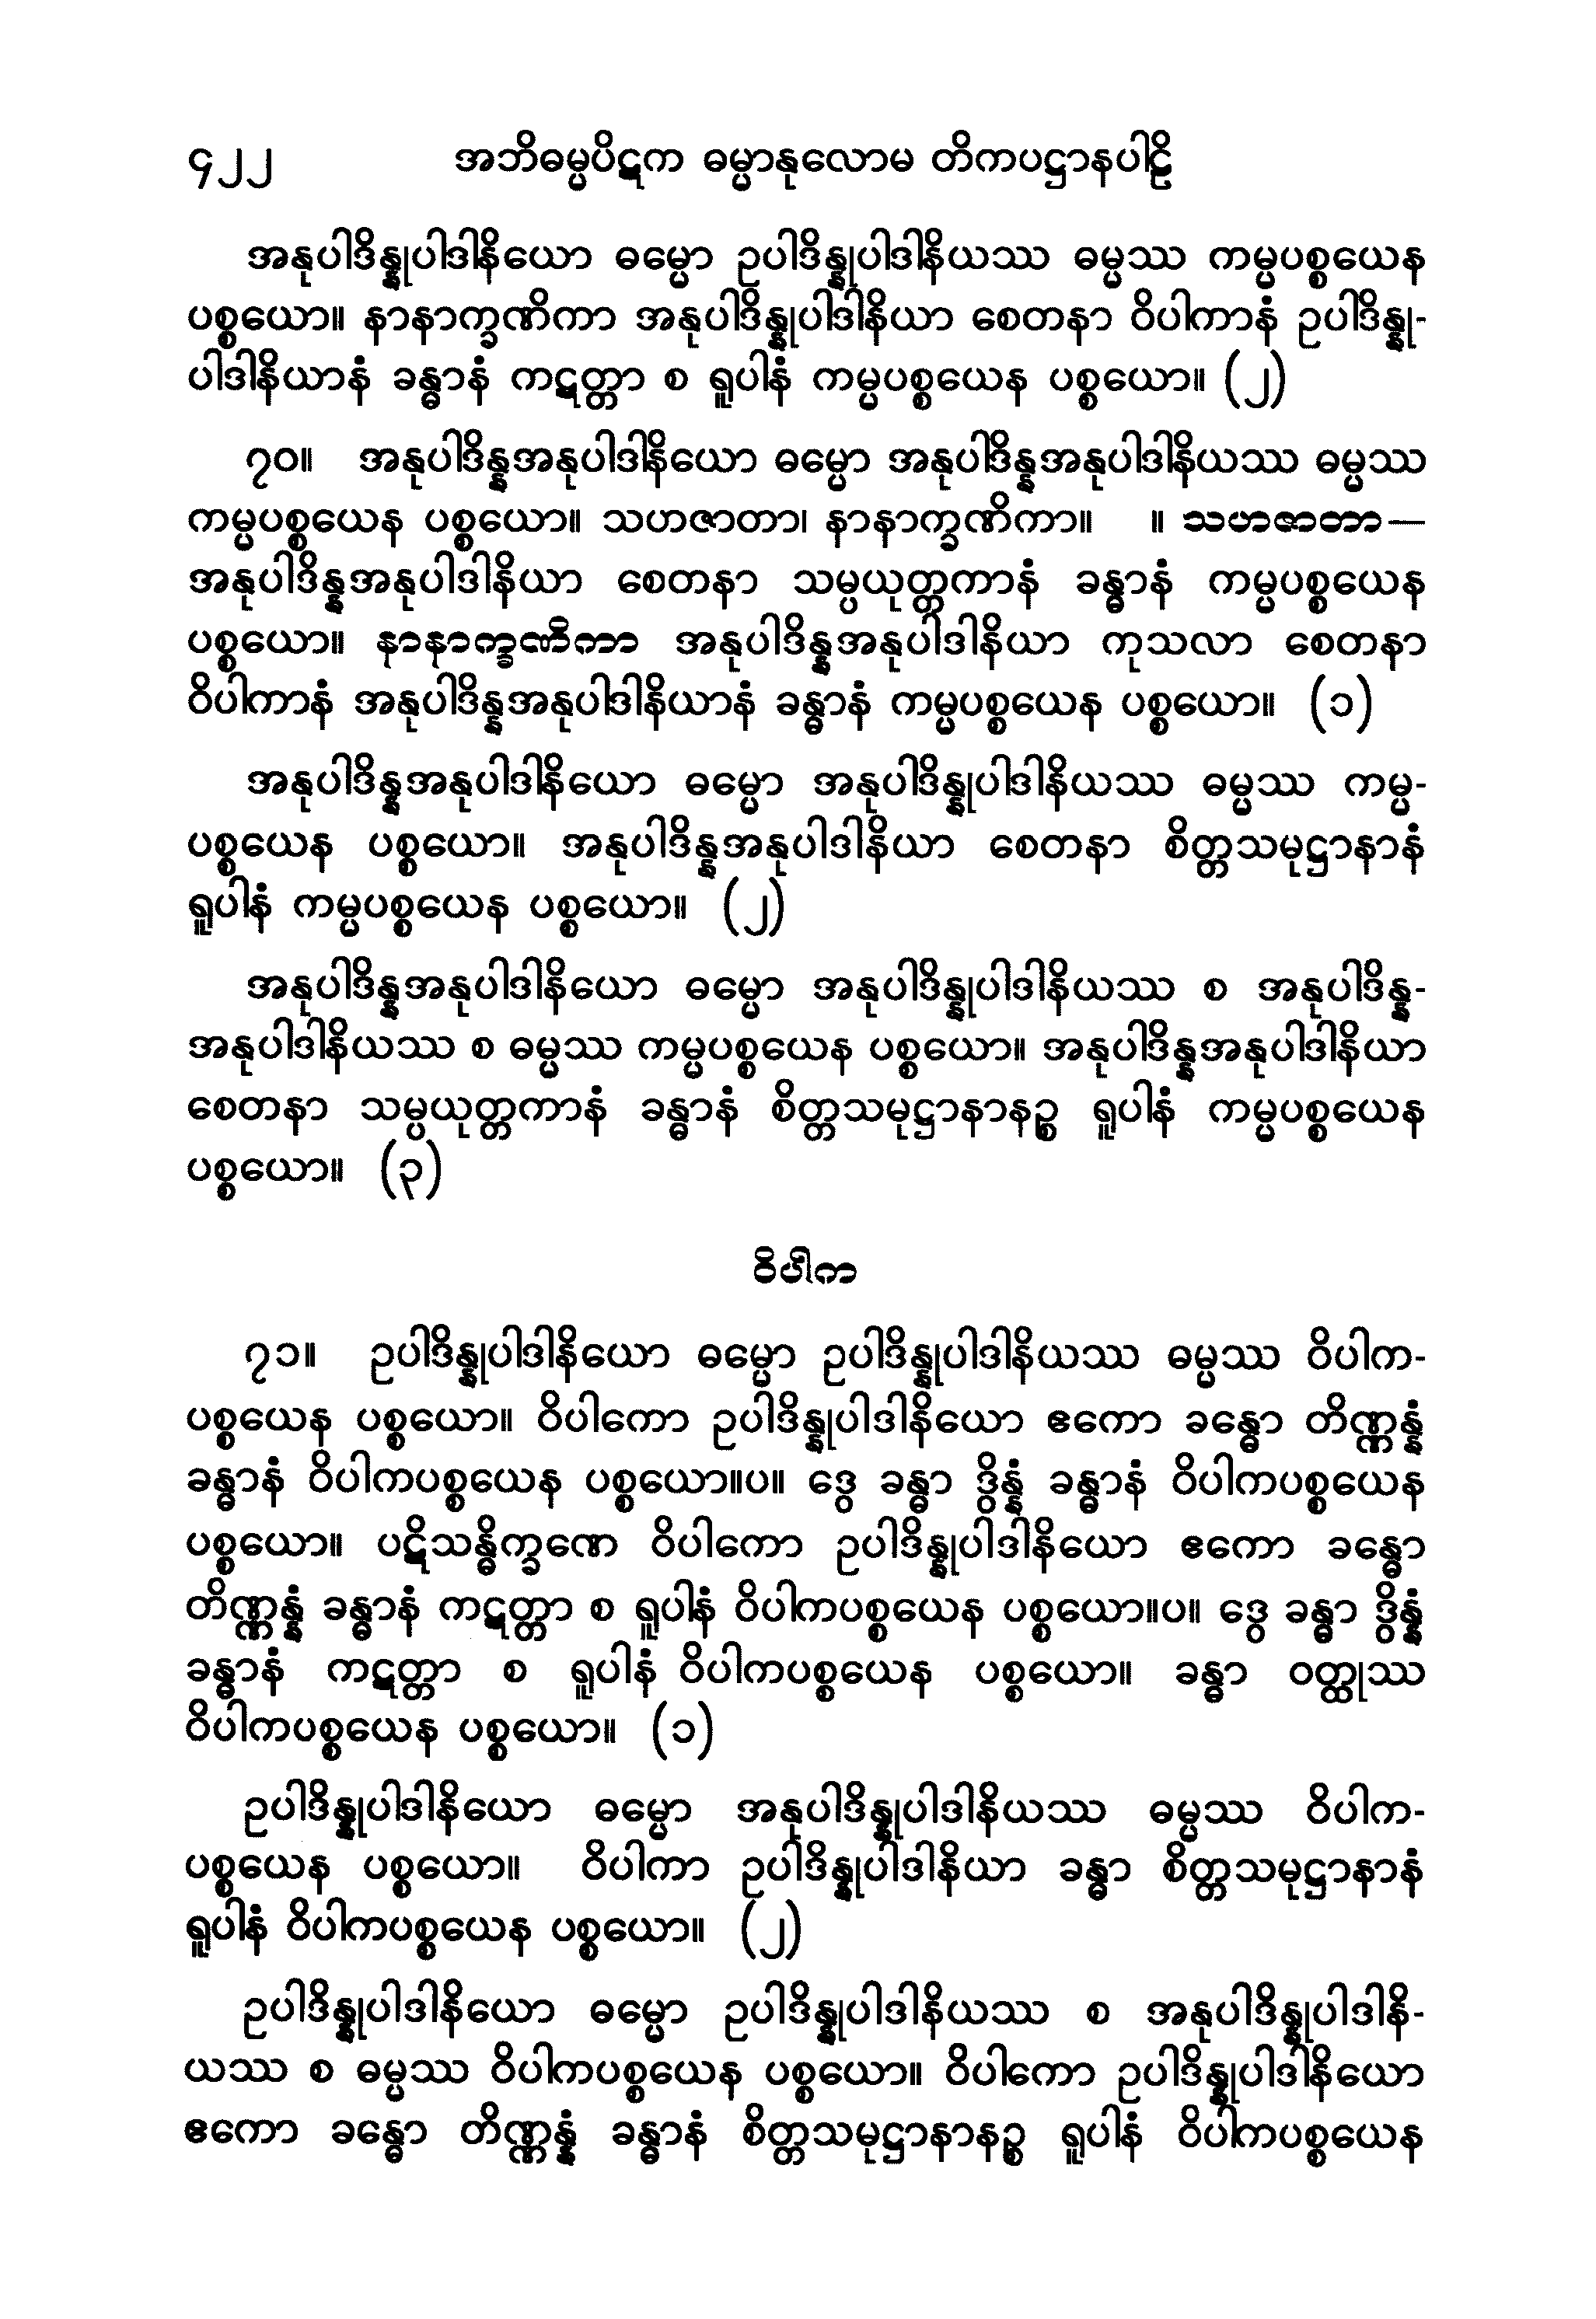 ၄၂၂ အဘိဓမ္မပိဋက ဓမ္မာနုလောမ တိကပဋ္ဌာနပါဠိ
အနုပါဒိန္နုပါဒါနိယော ဓမ္မော ဥပါဒိန္နုပါဒါနိယဿ ဓမ္မဿ ကမ္မပစ္စယေန
ပစ္စယော။ နာနာက္ခဏိကာ အနုပါဒိန္နုပါဒါနိယာ စေတနာ ဝိပါကာနံ ဥပါဒိန္နု-
ပါဒါနိယာနံ ခန္ဓာနံ ကဋတ္တာ စ ရူပါနံ ကမ္မပစ္စယေန ပစ္စယော။ (၂)
၇၀။ အနုပါဒိန္နအနုပါဒါနိယော ဓမ္မော အနုပါဒိန္နအနုပါဒါနိယဿ ဓမ္မဿ
ကမ္မပစ္စယေန ပစ္စယော။ သဟဇာတာ၊ နာနာက္ခဏိကာ။ ။ သဟဇာတာ—
အနုပါဒိန္နအနုပါဒါနိယာ စေတနာ သမ္ပယုတ္တကာနံ ခန္ဓာနံ ကမ္မပစ္စယေန
ပစ္စယော။ နာနာက္ခဏိကာ အနုပါဒိန္နအနုပါဒါနိယာ ကုသလာ စေတနာ
ဝိပါကာနံ အနုပါဒိန္နအနုပါဒါနိယာနံ ခန္ဓာနံ ကမ္မပစ္စယေန ပစ္စယော။ (၁)
အနုပါဒိန္နအနုပါဒါနိယော ဓမ္မော အနုပါဒိန္နုပါဒါနိယဿ ဓမ္မဿ ကမ္မ-
ပစ္စယေန ပစ္စယော။ အနုပါဒိန္နအနုပါဒါနိယာ စေတနာ စိတ္တသမုဋ္ဌာနာနံ
ရူပါနံ ကမ္မပစ္စယေန ပစ္စယော။ (၂)
အနုပါဒိန္နအနုပါဒါနိယော ဓမ္မော အနုပါဒိန္နုပါဒါနိယဿ စ အနုပါဒိန္န-
အနုပါဒါနိယဿ စ ဓမ္မဿ ကမ္မပစ္စယေန ပစ္စယော။ အနုပါဒိန္နအနုပါဒါနိယာ
စေတနာ သမ္ပယုတ္တကာနံ ခန္ဓာနံ စိတ္တသမုဋ္ဌာနာနဉ္စ ရူပါနံ ကမ္မပစ္စယေန
ပစ္စယော။ (၃)
ဝိပါက
၇၁။ ဥပါဒိန္နုပါဒါနိယော ဓမ္မော ဥပါဒိန္နုပါဒါနိယဿ ဓမ္မဿ ဝိပါက-
ပစ္စယေန ပစ္စယော။ ဝိပါကော ဥပါဒိန္နုပါဒါနိယော ဧကော ခန္ဓော တိဏ္ဏန္နံ
ခန္ဓာနံ ဝိပါကပစ္စယေန ပစ္စယော။ပ။ ဒွေ ခန္ဓာ ဒွိန္နံ ခန္ဓာနံ ဝိပါကပစ္စယေန
ပစ္စယော။ ပဋိသန္ဓိက္ခဏေ ဝိပါကော ဥပါဒိန္နုပါဒါနိယော ဧကော ခန္ဓော
တိဏ္ဏန္နံ ခန္ဓာနံ ကဋတ္တာ စ ရူပါနံ ဝိပါကပစ္စယေန ပစ္စယော။ပ။ ဒွေ ခန္ဓာ ဒွိန္နံ
ခန္ဓာနံ ကဋတ္တာ စ ရူပါနံ ဝိပါကပစ္စယေန ပစ္စယော။ ခန္ဓာ ဝတ္ထုဿ
ဝိပါကပစ္စယေန ပစ္စယော။ (၁)
ဥပါဒိန္နုပါဒါနိယော ဓမ္မော အနုပါဒိန္နုပါဒါနိယဿ ဓမ္မဿ ဝိပါက-
ပစ္စယေန ပစ္စယော။ ဝိပါကာ ဥပါဒိန္နုပါဒါနိယာ ခန္ဓာ စိတ္တသမုဋ္ဌာနာနံ
ရူပါနံ ဝိပါကပစ္စယေန ပစ္စယော။ (၂)
ဥပါဒိန္နုပါဒါနိယော ဓမ္မော ဥပါဒိန္နုပါဒါနိယဿ စ အနုပါဒိန္နုပါဒါနိ-
ယဿ စ ဓမ္မဿ ဝိပါကပစ္စယေန ပစ္စယော။ ဝိပါကော ဥပါဒိန္နုပါဒါနိယော
ဧကော ခန္ဓော တိဏ္ဏန္နံ ခန္ဓာနံ စိတ္တသမုဋ္ဌာနာနဉ္စ ရူပါနံ ဝိပါကပစ္စယေန